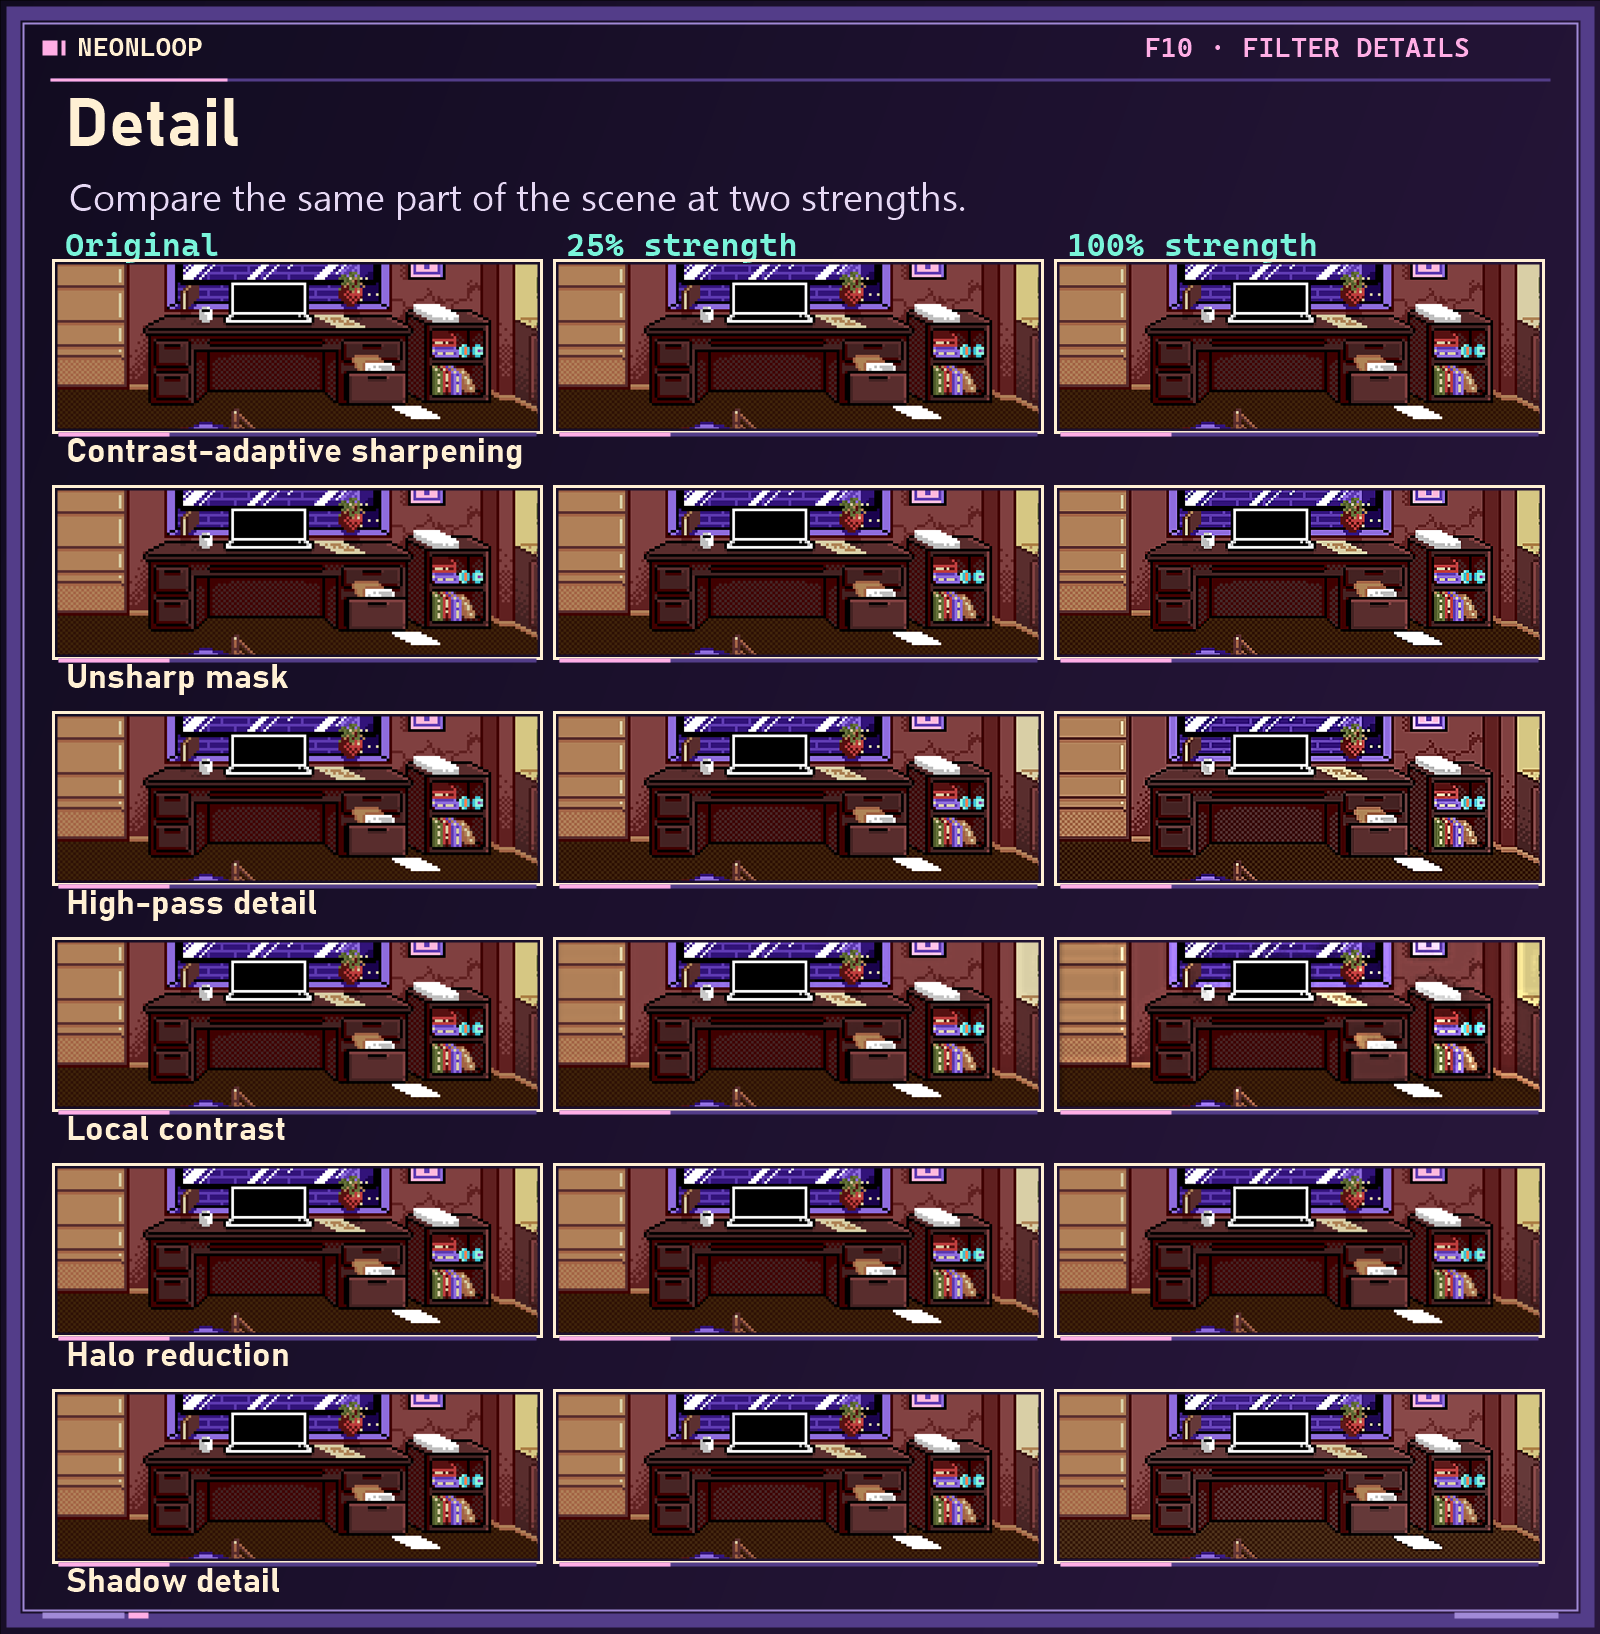 NEONLOOP
F10 · FILTER DETAILS
Detail
Compare the same part of the scene at two strengths.
Original
25% strength
100% strength
Contrast-adaptive sharpening
Unsharp mask
High-pass detail
Local contrast
Halo reduction
Shadow detail